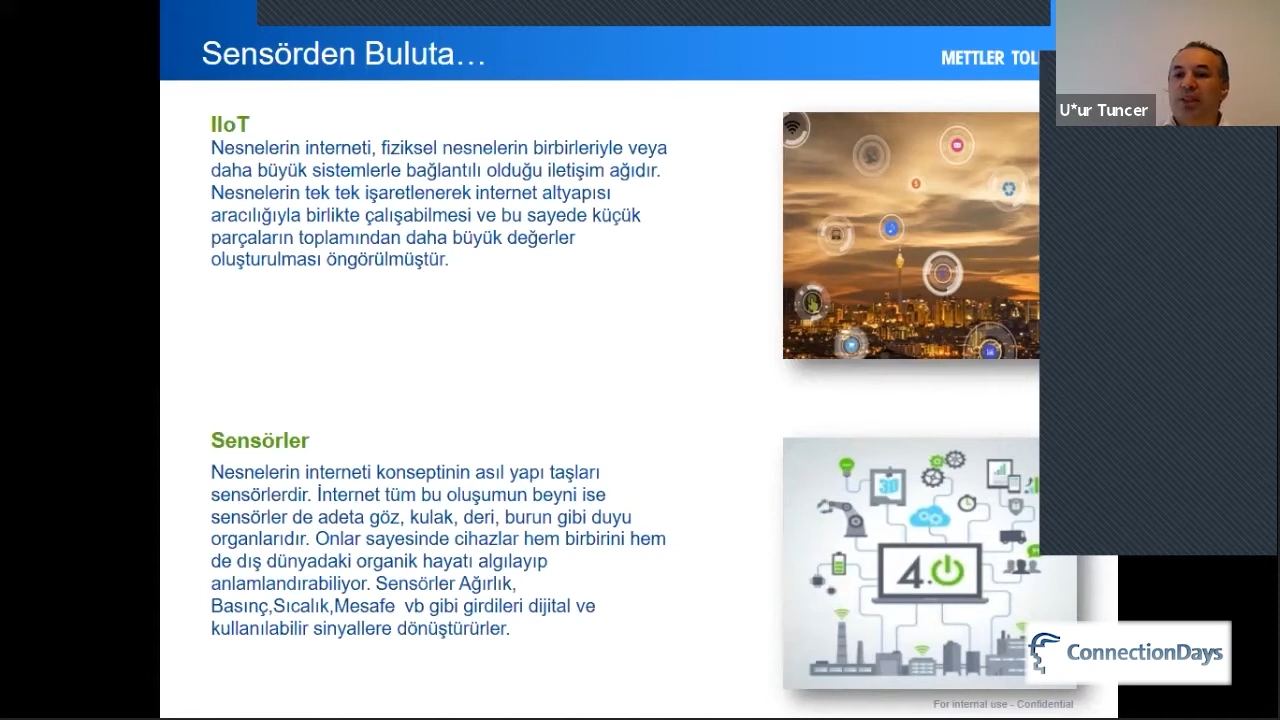 Sensörden Buluta…
METTLER TOL
U*ur Tuncer
IIoT
Nesnelerin interneti, fiziksel nesnelerin birbirleriyle veya
daha büyük sistemlerle bağlantılı olduğu iletişim ağıdır.
Nesnelerin tek tek işaretlenerek internet altyapısı
aracılığıyla birlikte çalışabilmesi ve bu sayede küçük
parçaların toplamından daha büyük değerler
oluşturulması öngörülmüştür.
Sensörler
Nesnelerin interneti konseptinin asıl yapı taşları
sensörlerdir. İnternet tüm bu oluşumun beyni ise
sensörler de adeta göz, kulak, deri, burun gibi duyu
organlarıdır. Onlar sayesinde cihazlar hem birbirini hem
de dış dünyadaki organik hayatı algılayıp
anlamlandırabiliyor. Sensörler Ağırlık,
Basınç,Sıcalık,Mesafe vb gibi girdileri dijital ve
kullanılabilir sinyallere dönüştürürler.
3D
4.0
ConnectionDays
For internal use - Confidential